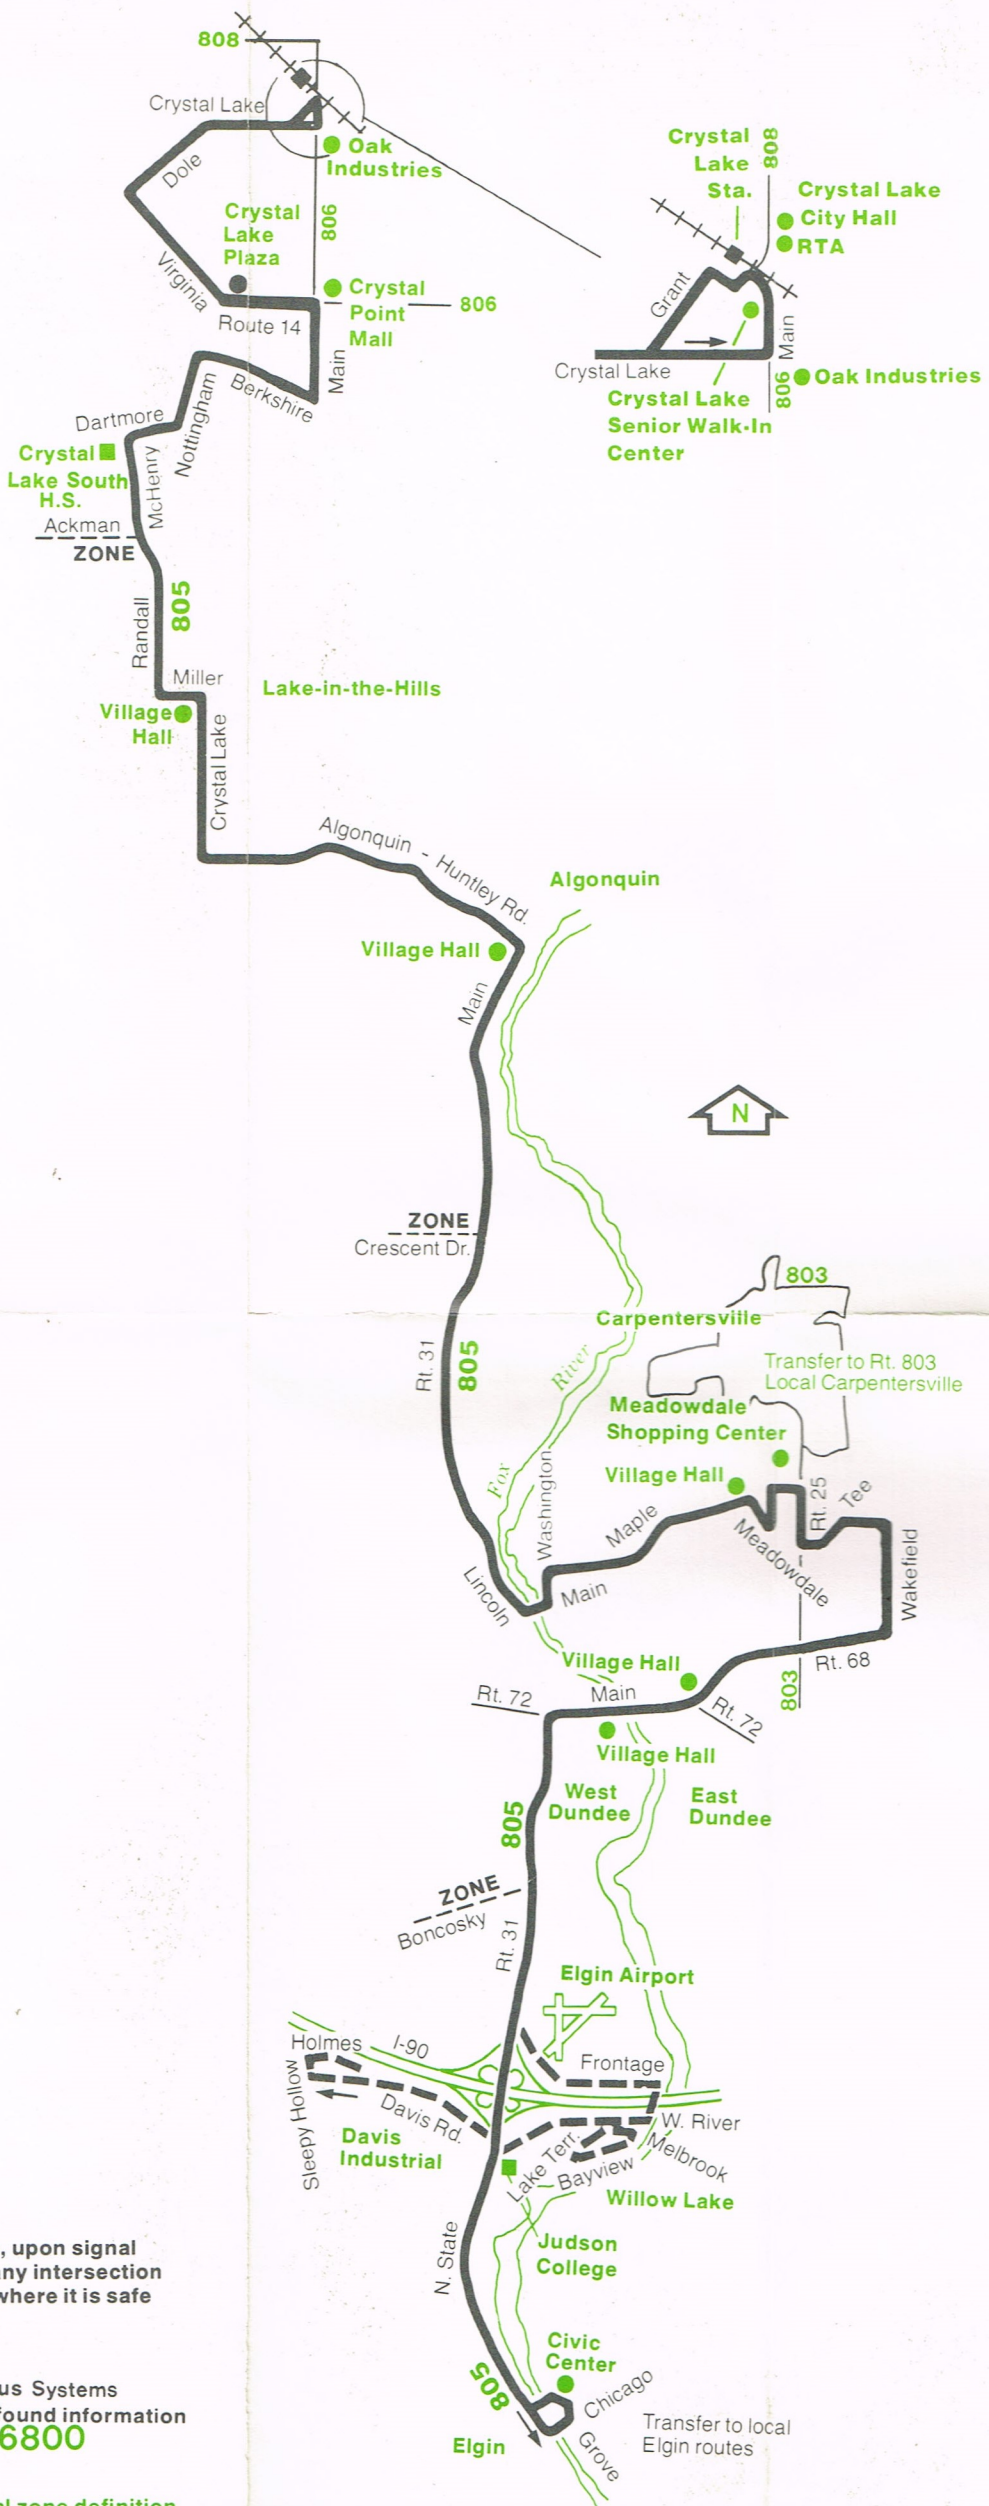 808
Crystal Lake
Oak
Industries
Dole
Crystal
Lake
Plaza
806
Virginia
Crystal
Point
Mall
806
Route 14
Main
Berkshire
Nottingham
Dartmore
Crystal
Lake South
H.S.
McHenry
Ackman
ZONE
Crystal
Lake
Sta.
808
Crystal Lake
City Hall
RTA
Grant
Main
Crystal Lake
806
Oak Industries
Crystal Lake
Senior Walk-In
Center
805
Randall
Miller
Lake-in-the-Hills
Village
Hall
Crystal Lake
Algonquin - Huntley Rd.
Algonquin
Village Hall
Main
N
ZONE
Crescent Dr.
803
Carpentersville
Rt. 31
805
River
Transfer to Rt. 803
Local Carpentersville
Meadowdale
Shopping Center
Village Hall
Fox
Washington
Maple
Rt. 25
Tee
Meadowdale
Wakefield
Lincoln
Main
Village Hall
Rt. 68
803
Rt. 72
Main
Rt. 72
Village Hall
West
Dundee
East
Dundee
805
ZONE
Boncosky
Rt. 31
Elgin Airport
Holmes
I-90
Frontage
Sleepy Hollow
Davis Rd.
W. River
Davis
Industrial
Lake Terr.
Melbrook
Bayview
Willow Lake
Judson
College
N. State
, upon signal
any intersection
where it is safe
Civic
Center
us Systems
found information
6800
805
Chicago
Grove
Elgin
Transfer to local
Elgin routes
zone definition